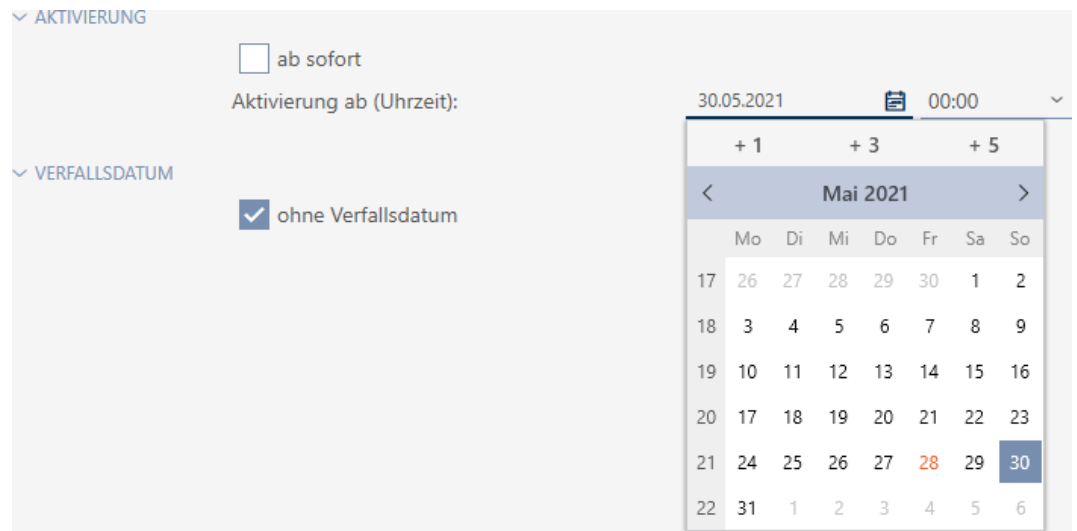 AKTIVIERUNG
ab sofort
Aktivierung ab (Uhrzeit): 30.05.2021 00:00
+ 1 + 3 + 5
VERFALLSDATUM
< Mai 2021 >
ohne Verfallsdatum
Mo Di Mi Do Fr Sa So
17 26 27 28 29 30 1 2
18 3 4 5 6 7 8 9
19 10 11 12 13 14 15 16
20 17 18 19 20 21 22 23
21 24 25 26 27 28 29 30
22 31 1 2 3 4 5 6